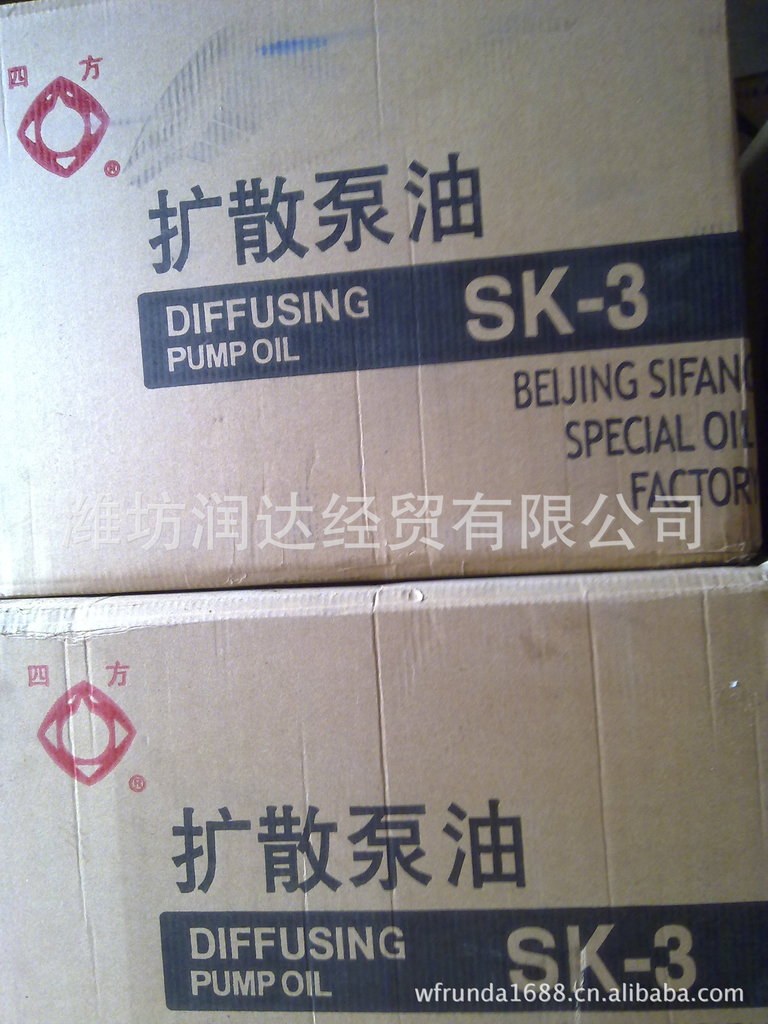 四 方
®
扩散泵油
DIFFUSING
PUMP OIL
SK-3
BEIJING SIFANG
SPECIAL OIL
FACTORY
潍坊润达经贸有限公司
四 方
®
扩散泵油
DIFFUSING
PUMP OIL
SK-3
wfrunda1688.cn.alibaba.com